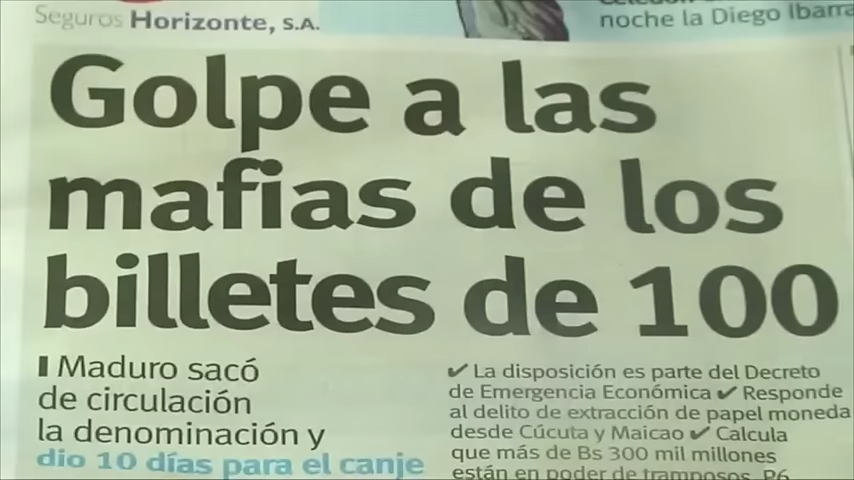 Seguros Horizonte, S.A.
noche la Diego Ibarra
Golpe a las
mafias de los
billetes de 100
Maduro sacó
de circulación
la denominación y
dio 10 días para el canje
✔ La disposición es parte del Decreto
de Emergencia Económica ✔ Responde
al delito de extracción de papel moneda
desde Cúcuta y Maicao ✔ Calcula
que más de Bs 300 mil millones
están en poder de tramposos. P6